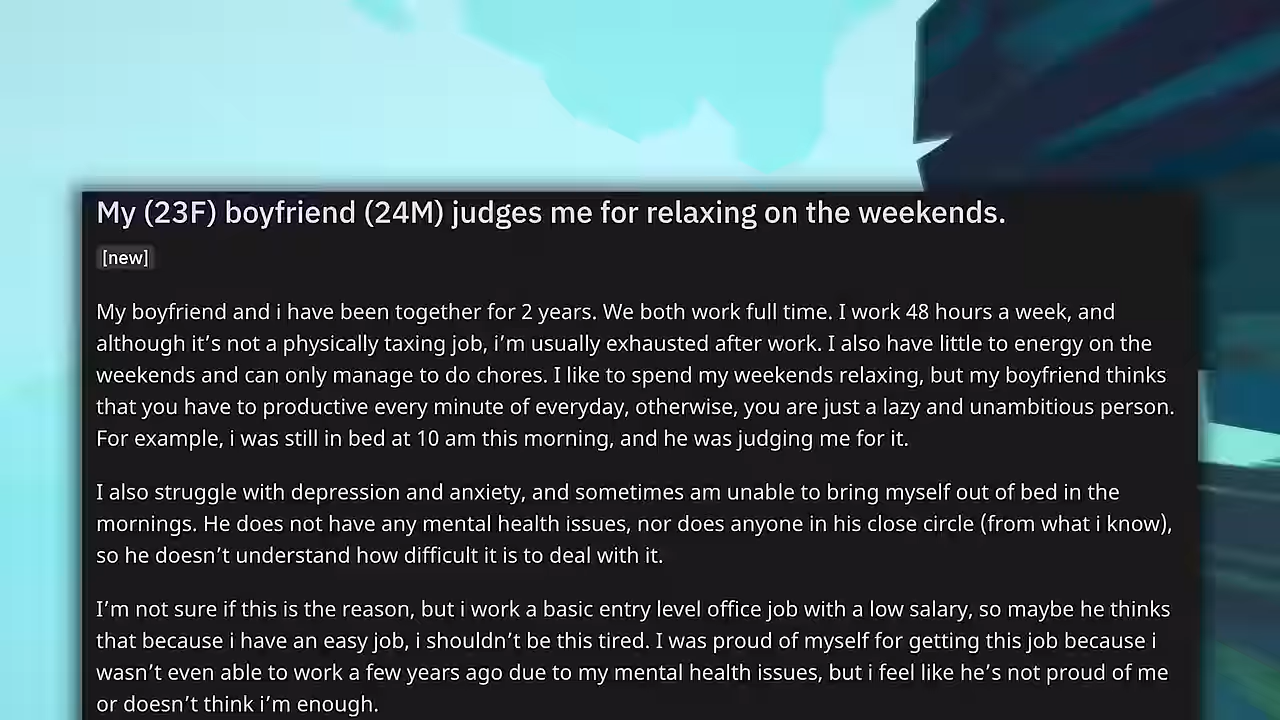 My (23F) boyfriend (24M) judges me for relaxing on the weekends.
[new]
My boyfriend and i have been together for 2 years. We both work full time. I work 48 hours a week, and
although it’s not a physically taxing job, i’m usually exhausted after work. I also have little to energy on the
weekends and can only manage to do chores. I like to spend my weekends relaxing, but my boyfriend thinks
that you have to productive every minute of everyday, otherwise, you are just a lazy and unambitious person.
For example, i was still in bed at 10 am this morning, and he was judging me for it.
I also struggle with depression and anxiety, and sometimes am unable to bring myself out of bed in the
mornings. He does not have any mental health issues, nor does anyone in his close circle (from what i know),
so he doesn’t understand how difficult it is to deal with it.
I’m not sure if this is the reason, but i work a basic entry level office job with a low salary, so maybe he thinks
that because i have an easy job, i shouldn’t be this tired. I was proud of myself for getting this job because i
wasn’t even able to work a few years ago due to my mental health issues, but i feel like he’s not proud of me
or doesn’t think i’m enough.